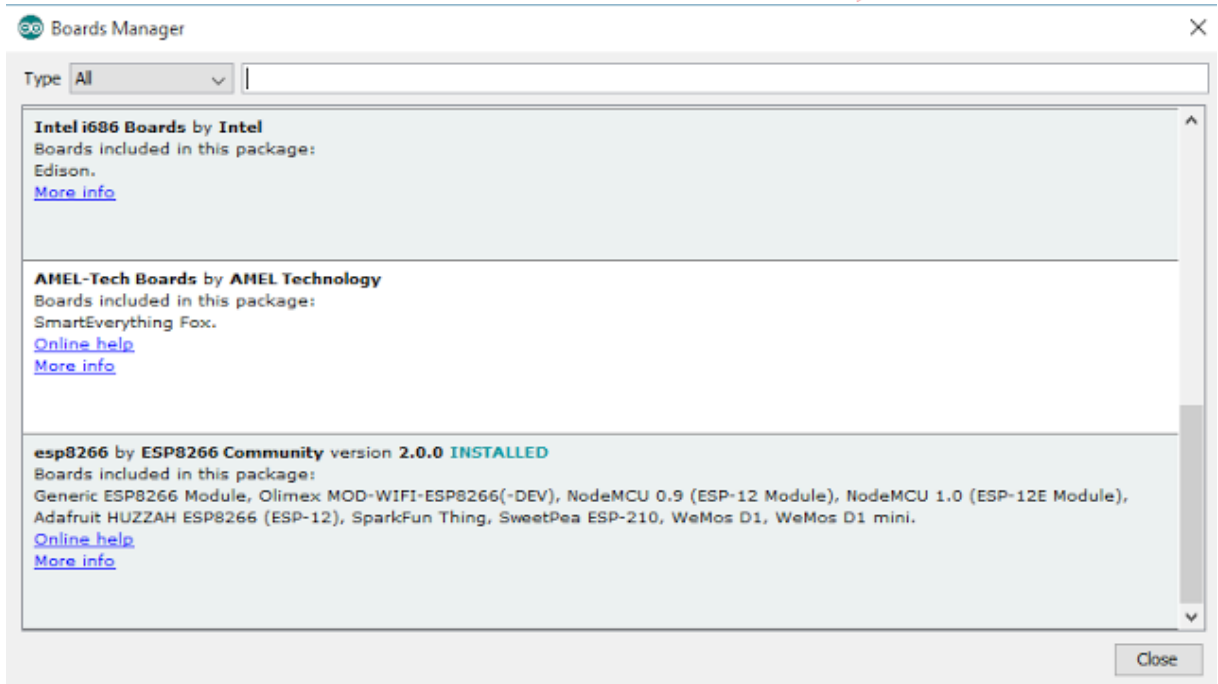 Boards Manager
Type All
Intel i686 Boards by Intel
Boards included in this package:
Edison.
More info
AMEL-Tech Boards by AMEL Technology
Boards included in this package:
SmartEverything Fox.
Online help
More info
esp8266 by ESP8266 Community version 2.0.0 INSTALLED
Boards included in this package:
Generic ESP8266 Module, Olimex MOD-WIFI-ESP8266(-DEV), NodeMCU 0.9 (ESP-12 Module), NodeMCU 1.0 (ESP-12E Module),
Adafruit HUZZAH ESP8266 (ESP-12), SparkFun Thing, SweetPea ESP-210, WeMos D1, WeMos D1 mini.
Online help
More info
Close